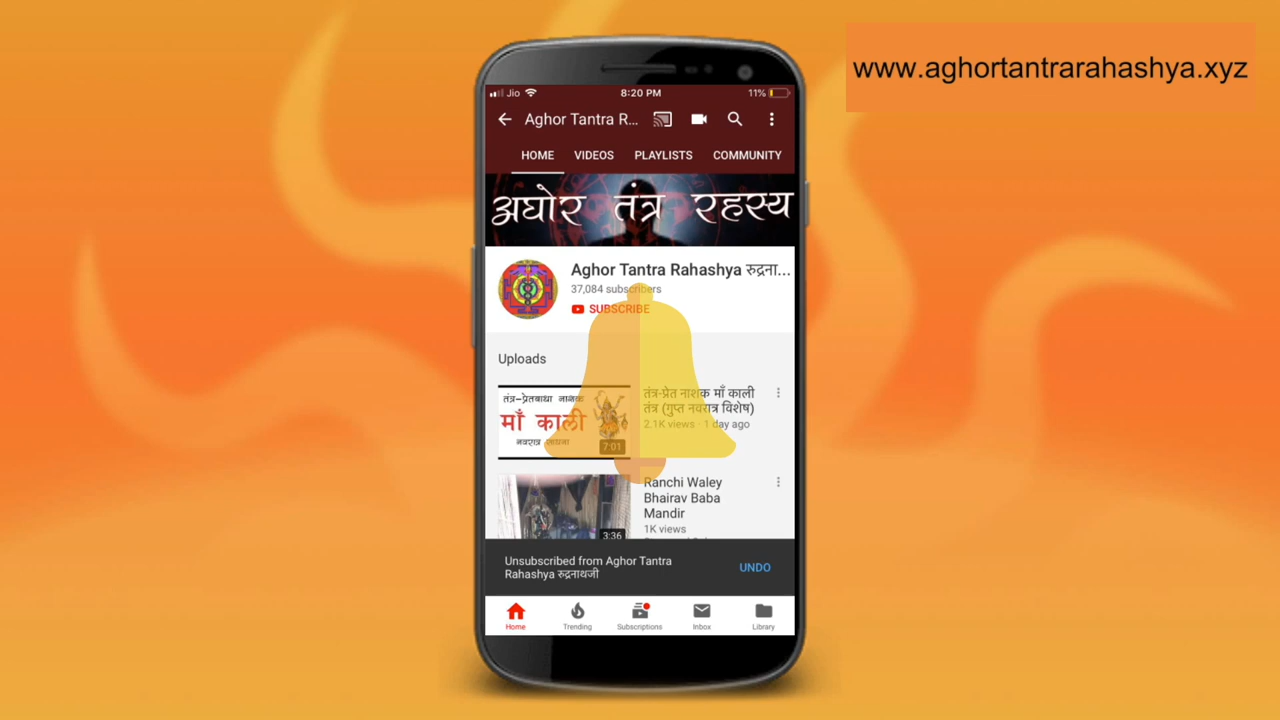 www.aghortantrarahashya.xyz
Jio 8:20 PM 11%
Aghor Tantra R...
HOME VIDEOS PLAYLISTS COMMUNITY
अघोर तंत्र रहस्य
Aghor Tantra Rahashya रुद्रना...
37,084 subscribers
SUBSCRIBE
Uploads
तंत्र-प्रेतबाधा नाशक
माँ काली
नवरात्र साधना
7:01
तंत्र-प्रेत नाशक माँ काली
तंत्र (गुप्त नवरात्र विशेष)
2.1K views · 1 day ago
3:36
Ranchi Waley
Bhairav Baba
Mandir
1K views
Unsubscribed from Aghor Tantra
Rahashya रुद्रनाथजी
UNDO
Home Trending Subscriptions Inbox Library